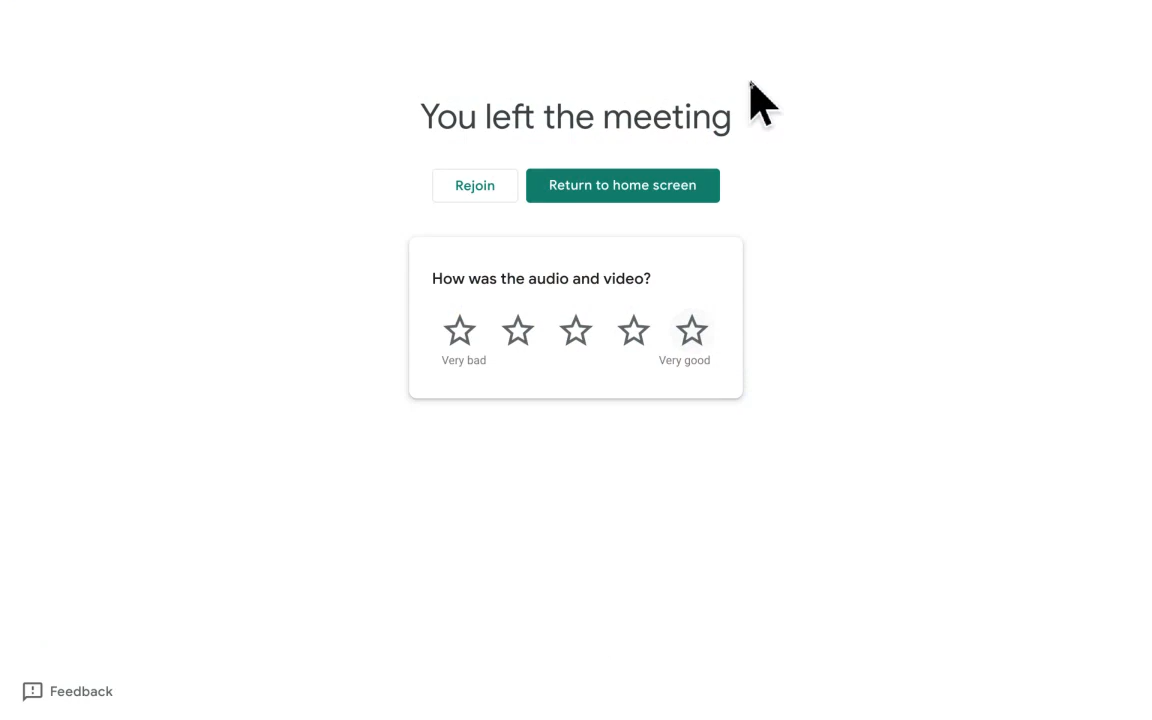 You left the meeting
Rejoin
Return to home screen
How was the audio and video?
Very bad
Very good
Feedback